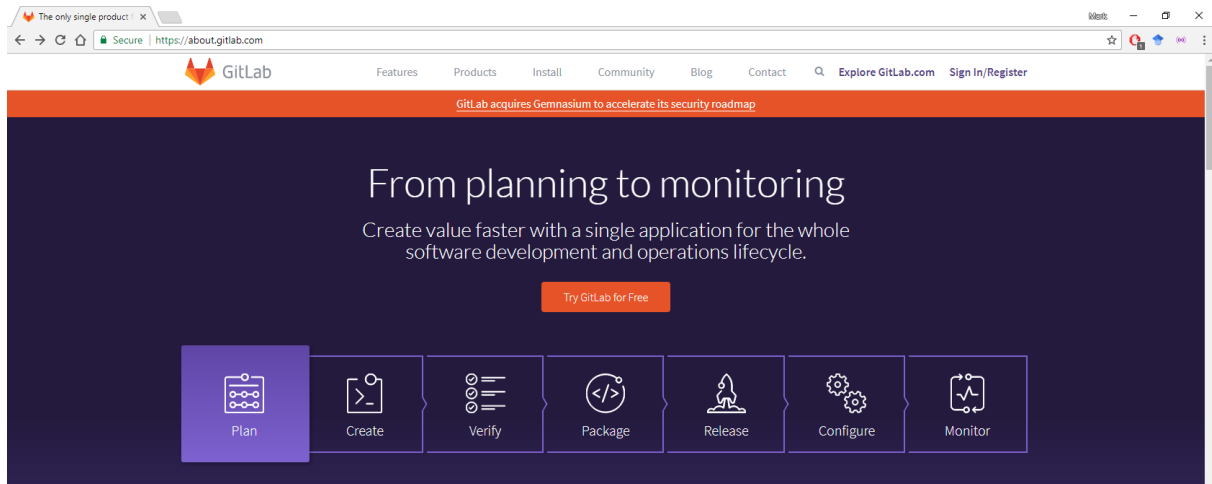 The only single product f
Mark
Secure | https://about.gitlab.com
1
GitLab
Features Products Install Community Blog Contact Explore GitLab.com Sign In/Register
GitLab acquires Gemnasium to accelerate its security roadmap
From planning to monitoring
Create value faster with a single application for the whole
software development and operations lifecycle.
Try GitLab for Free
Plan Create Verify Package Release Configure Monitor